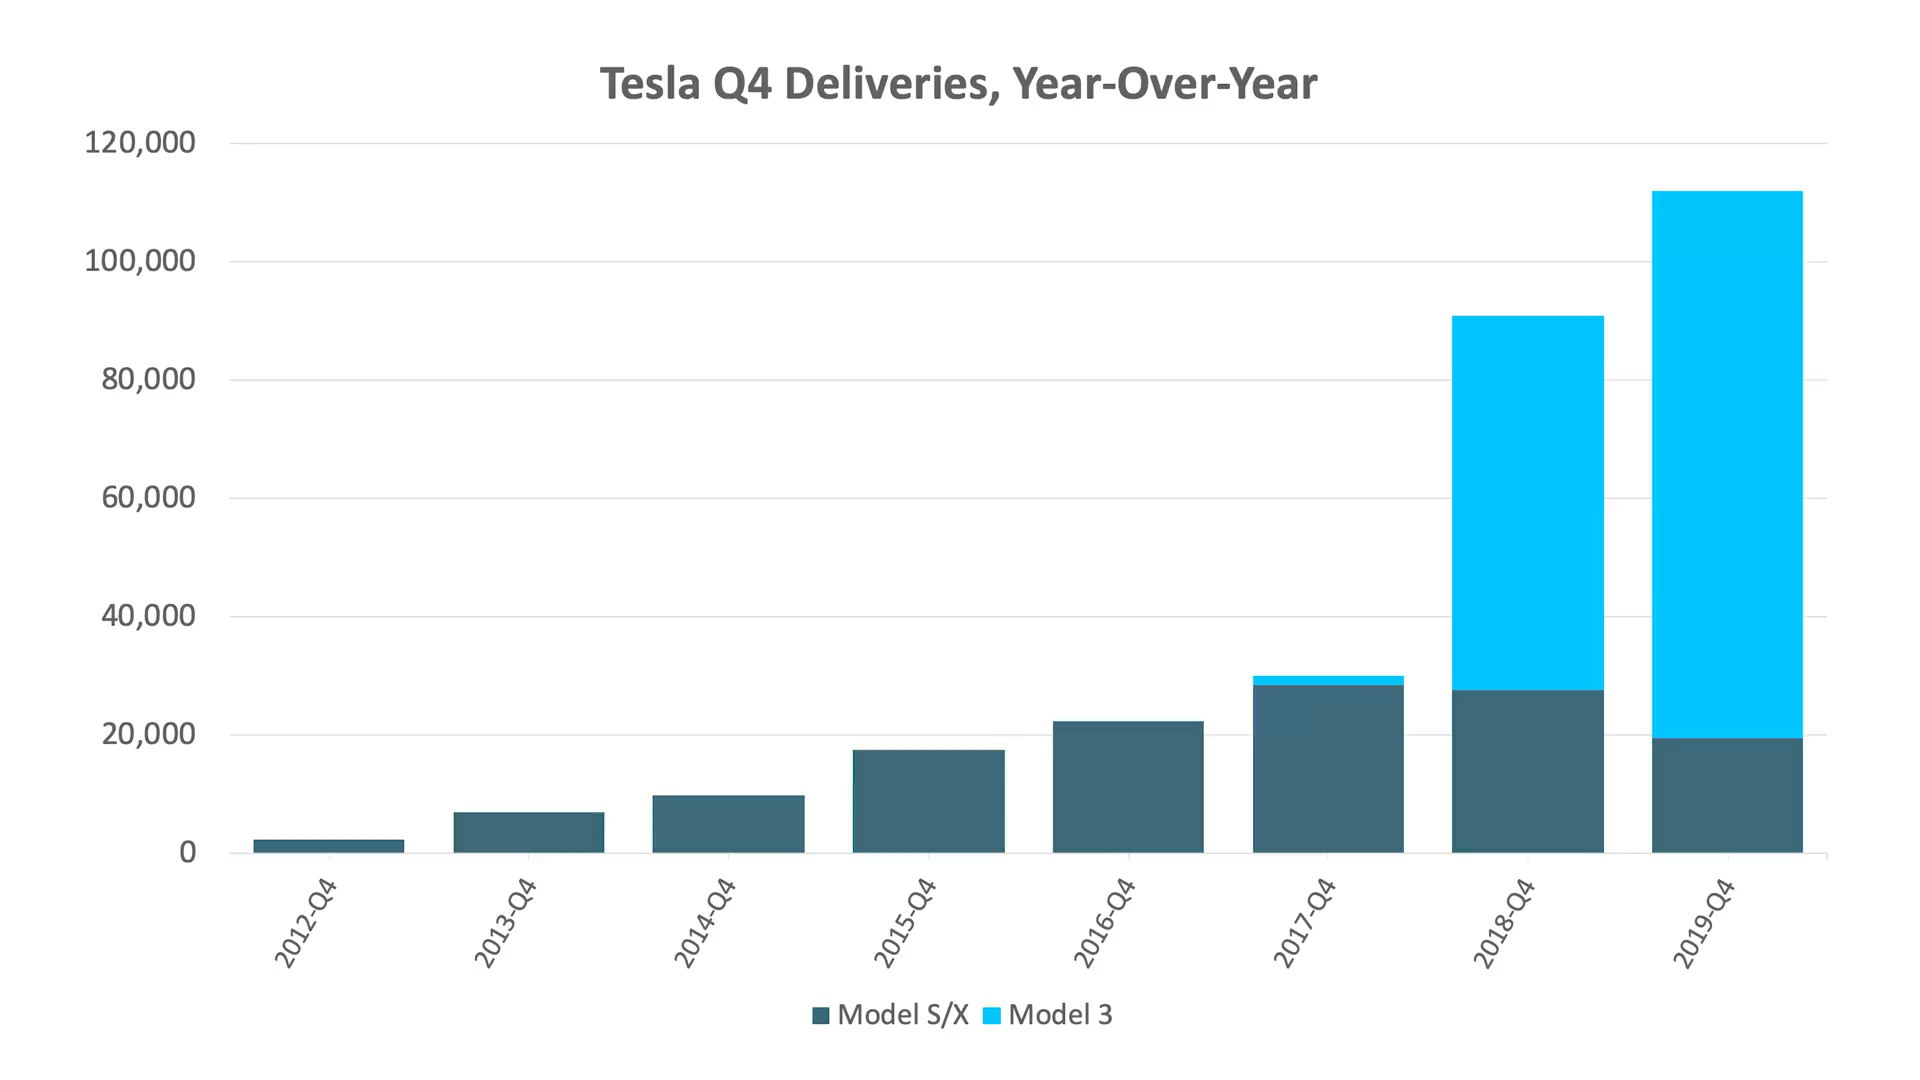 Tesla Q4 Deliveries, Year-Over-Year
120,000
100,000
80,000
60,000
40,000
20,000
0
2012-Q4
2013-Q4
2014-Q4
2015-Q4
2016-Q4
2017-Q4
2018-Q4
2019-Q4
Model S/X
Model 3